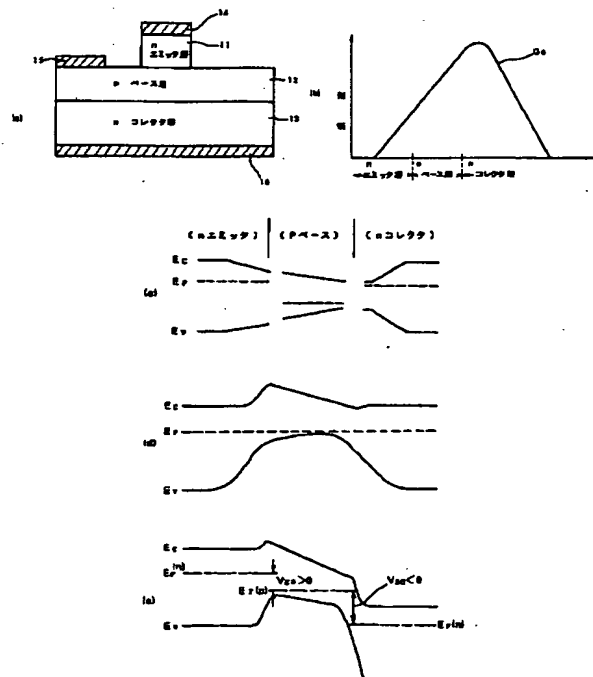 14
n
エミッタ層
11
15
P ベース層
12
n コレクタ層
13
(a)
16
(b)
Ge
n
エミッタ層
ベース層
n
コレクタ層
(nエミッタ)
(Pベース)
(nコレクタ)
EC
EF
(c)
EV
EC
EF
(d)
EV
EC
EF(n)
VEB>0
VBC<0
EF(p)
(e)
EV
EF(n)